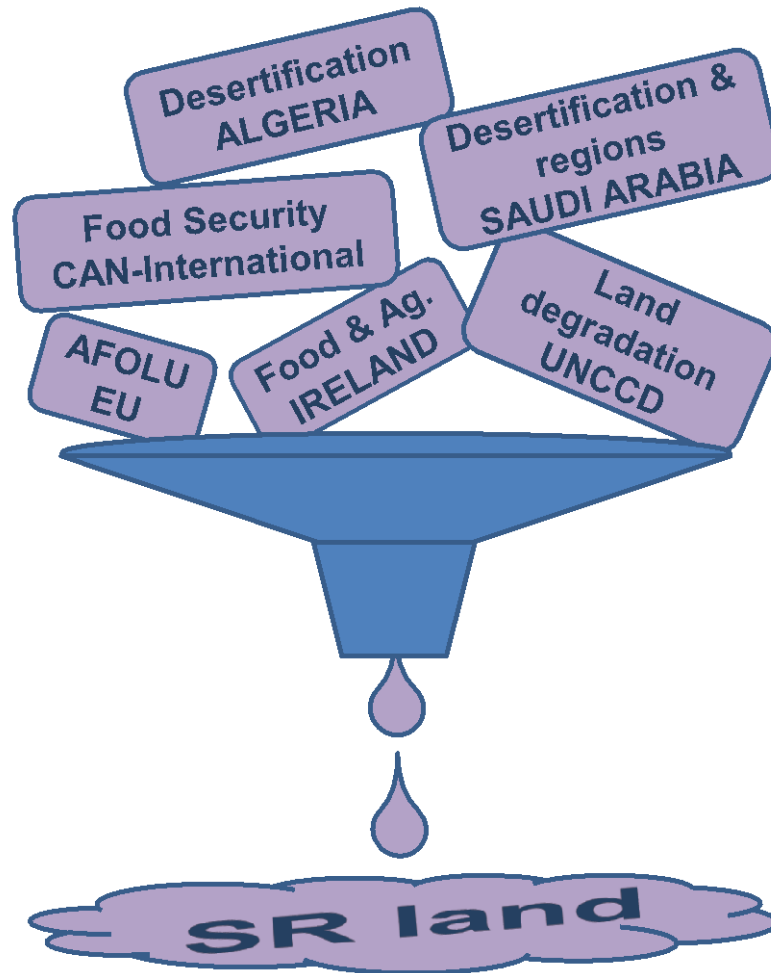 Desertification
ALGERIA
Desertification &
regions
SAUDI ARABIA
Food Security
CAN-International
Land
degradation
UNCCD
Food & Ag.
IRELAND
AFOLU
EU
SR land